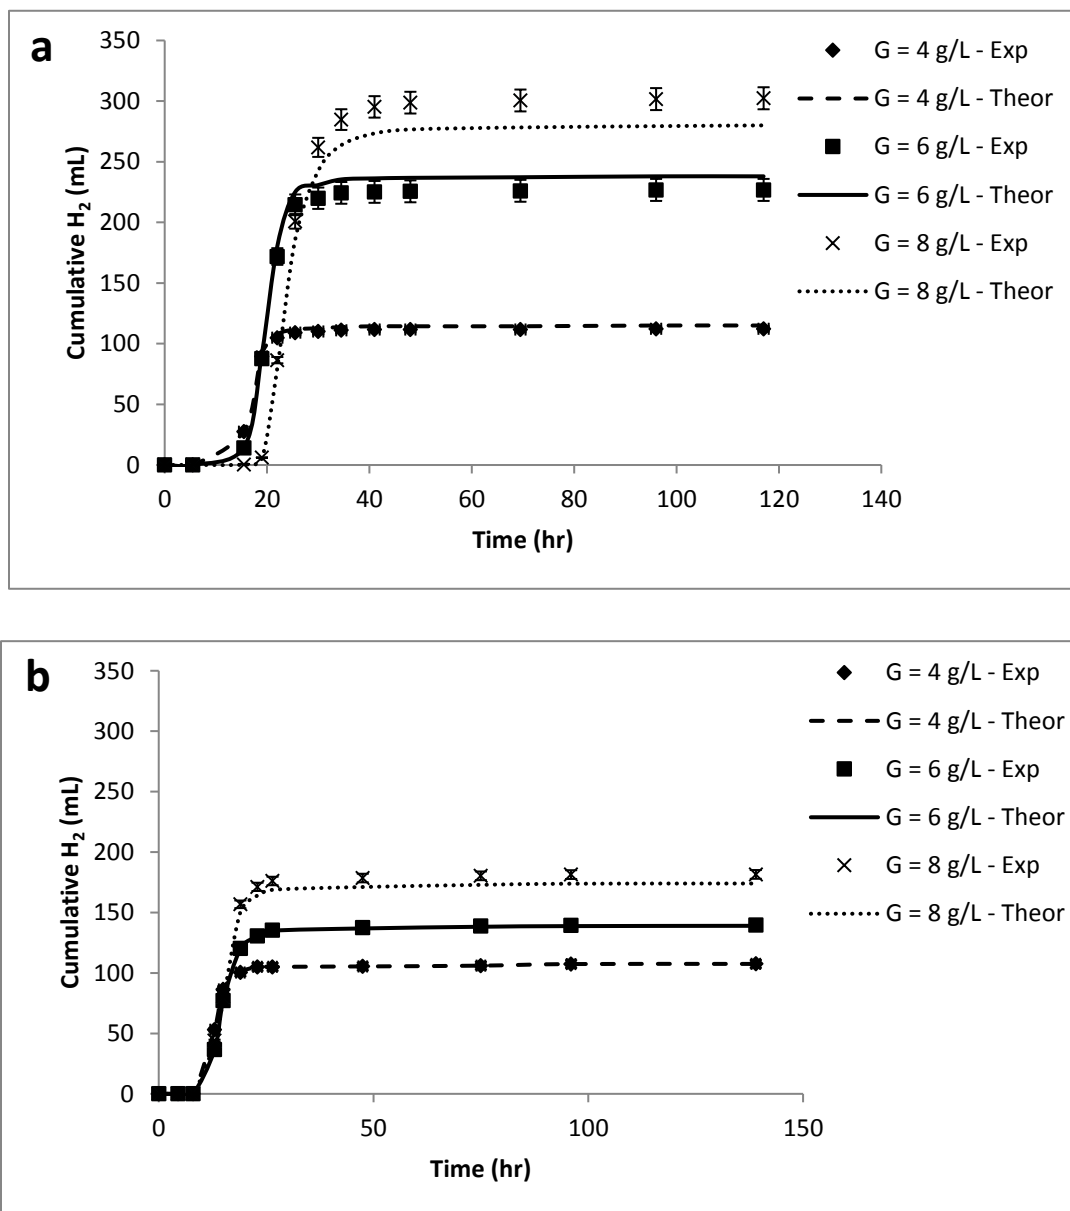 a
350
300
250
200
150
100
50
0
Cumulative H₂ (mL)
0 20 40 60 80 100 120 140
Time (hr)
G = 4 g/L - Exp
G = 4 g/L - Theor
G = 6 g/L - Exp
G = 6 g/L - Theor
G = 8 g/L - Exp
G = 8 g/L - Theor
b
350
300
250
200
150
100
50
0
Cumulative H₂ (mL)
0 50 100 150
Time (hr)
G = 4 g/L - Exp
G = 4 g/L - Theor
G = 6 g/L - Exp
G = 6 g/L - Theor
G = 8 g/L - Exp
G = 8 g/L - Theor